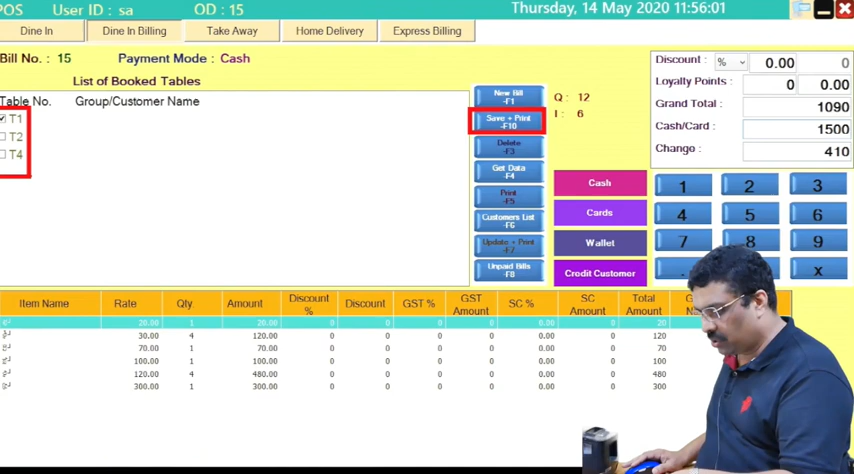 POS User ID : sa OD : 15 Thursday, 14 May 2020 11:56:01
Dine In Dine In Billing Take Away Home Delivery Express Billing
Bill No. : 15 Payment Mode : Cash
List of Booked Tables
Table No. Group/Customer Name
T1
T2
T4
New Bill
-F1
Save + Print
-F10
Delete
-F3
Get Data
-F4
Print
-F5
Customers List
-F6
Update + Print
-F7
Unpaid Bills
-F8
Q : 12
I : 6
Cash
Cards
Wallet
Credit Customer
Discount : % 0.00 0
Loyalty Points : 0 0.00
Grand Total : 1090
Cash/Card : 1500
Change : 410
1 2 3
4 5 6
7 8 9
. x
Item Name Rate Qty. Amount Discount % Discount GST % GST Amount SC % SC Amount Total Amount
20.00 1 20.00 0 0 0 0 0.00 0 20
30.00 4 120.00 0 0 0 0 0.00 0 120
70.00 1 70.00 0 0 0 0 0.00 0 70
100.00 1 100.00 0 0 0 0 0.00 0 100
120.00 4 480.00 0 0 0 0 0.00 0 480
300.00 1 300.00 0 0 0 0 0.00 0